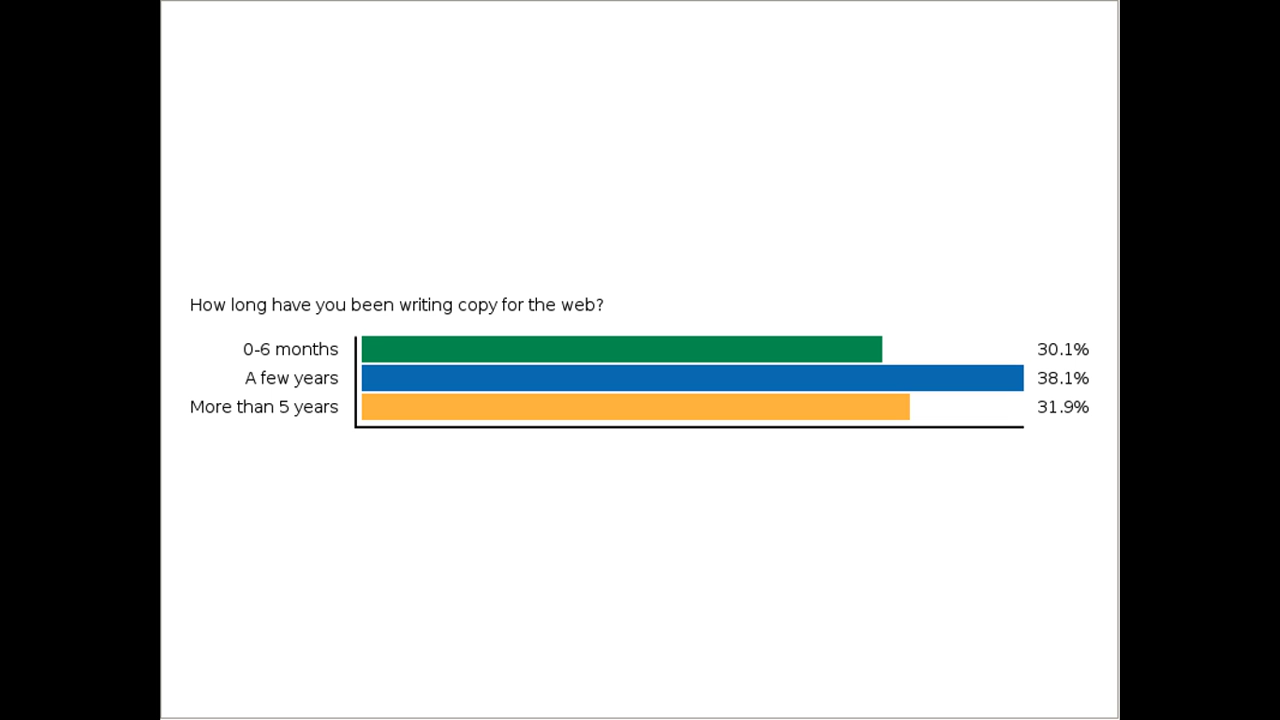 How long have you been writing copy for the web?
0-6 months 30.1%
A few years 38.1%
More than 5 years 31.9%